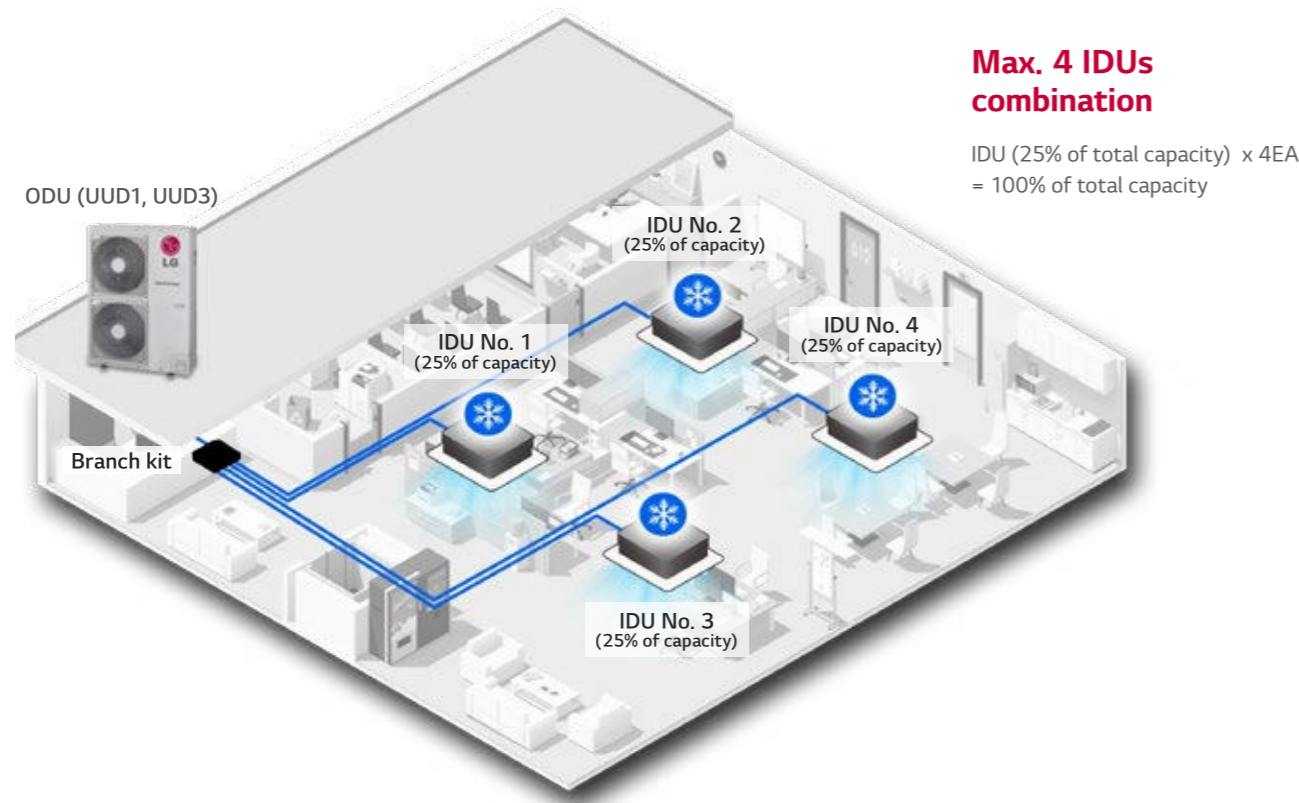 Max. 4 IDUs
combination
IDU (25% of total capacity) x 4EA
= 100% of total capacity
ODU (UUD1, UUD3)
LG
IDU No. 2
(25% of capacity)
IDU No. 4
(25% of capacity)
IDU No. 1
(25% of capacity)
Branch kit
IDU No. 3
(25% of capacity)